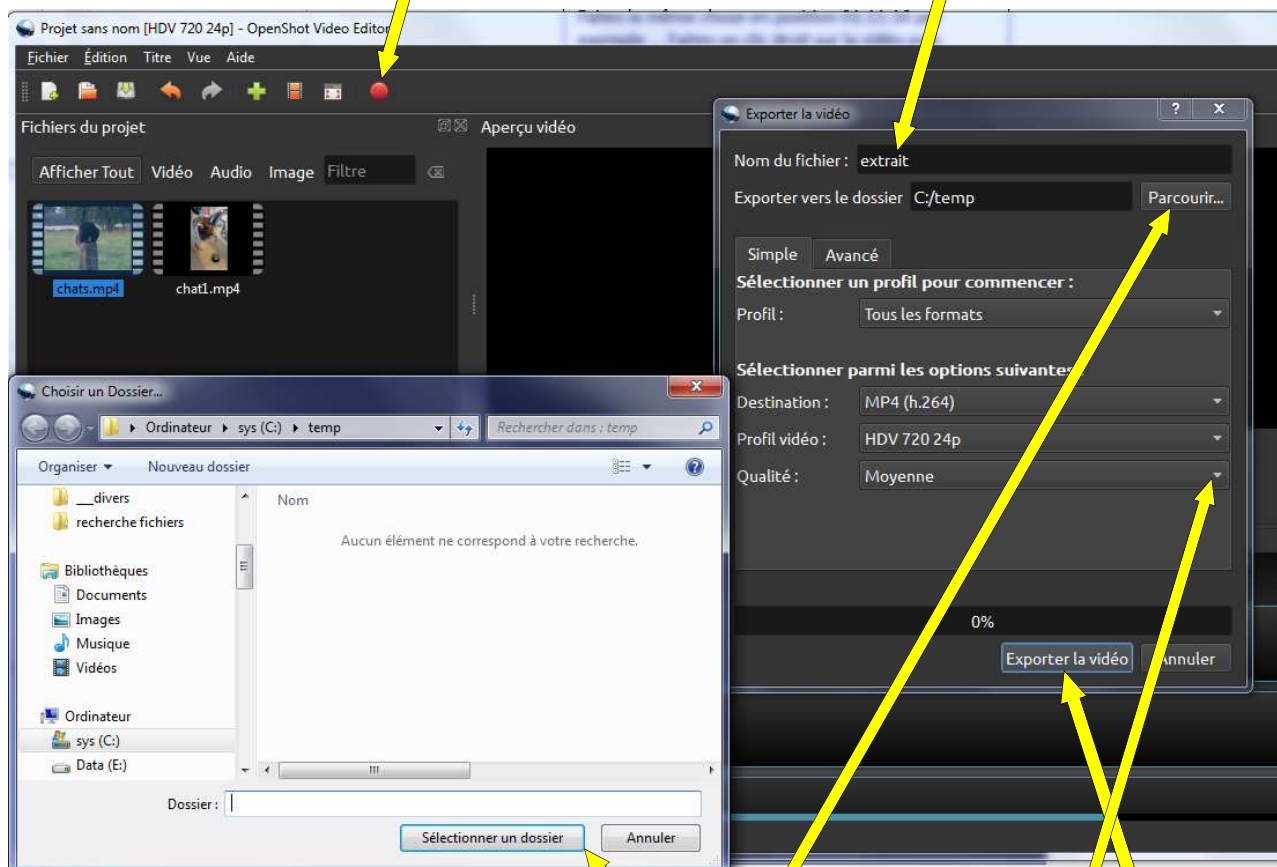 Projet sans nom [HDV 720 24p] - OpenShot Video Editor
Fichier Édition Titre Vue Aide
Fichiers du projet
Aperçu vidéo
Afficher Tout Vidéo Audio Image Filtre
chats.mp4 chat1.mp4
Exporter la vidéo
? X
Nom du fichier : extrait
Exporter vers le dossier C:/temp Parcourir...
Simple Avancé
Sélectionner un profil pour commencer :
Profil : Tous les formats
Sélectionner parmi les options suivantes :
Destination : MP4 (h.264)
Profil vidéo : HDV 720 24p
Qualité : Moyenne
0%
Exporter la vidéo Annuler
Choisir un Dossier...
Ordinateur sys (C:) temp
Rechercher dans : temp
Organiser Nouveau dossier
__divers
recherche fichiers
Bibliothèques
Documents
Images
Musique
Vidéos
Ordinateur
sys (C:)
Data (E:)
Nom
Aucun élément ne correspond à votre recherche.
Dossier :
Sélectionner un dossier Annuler